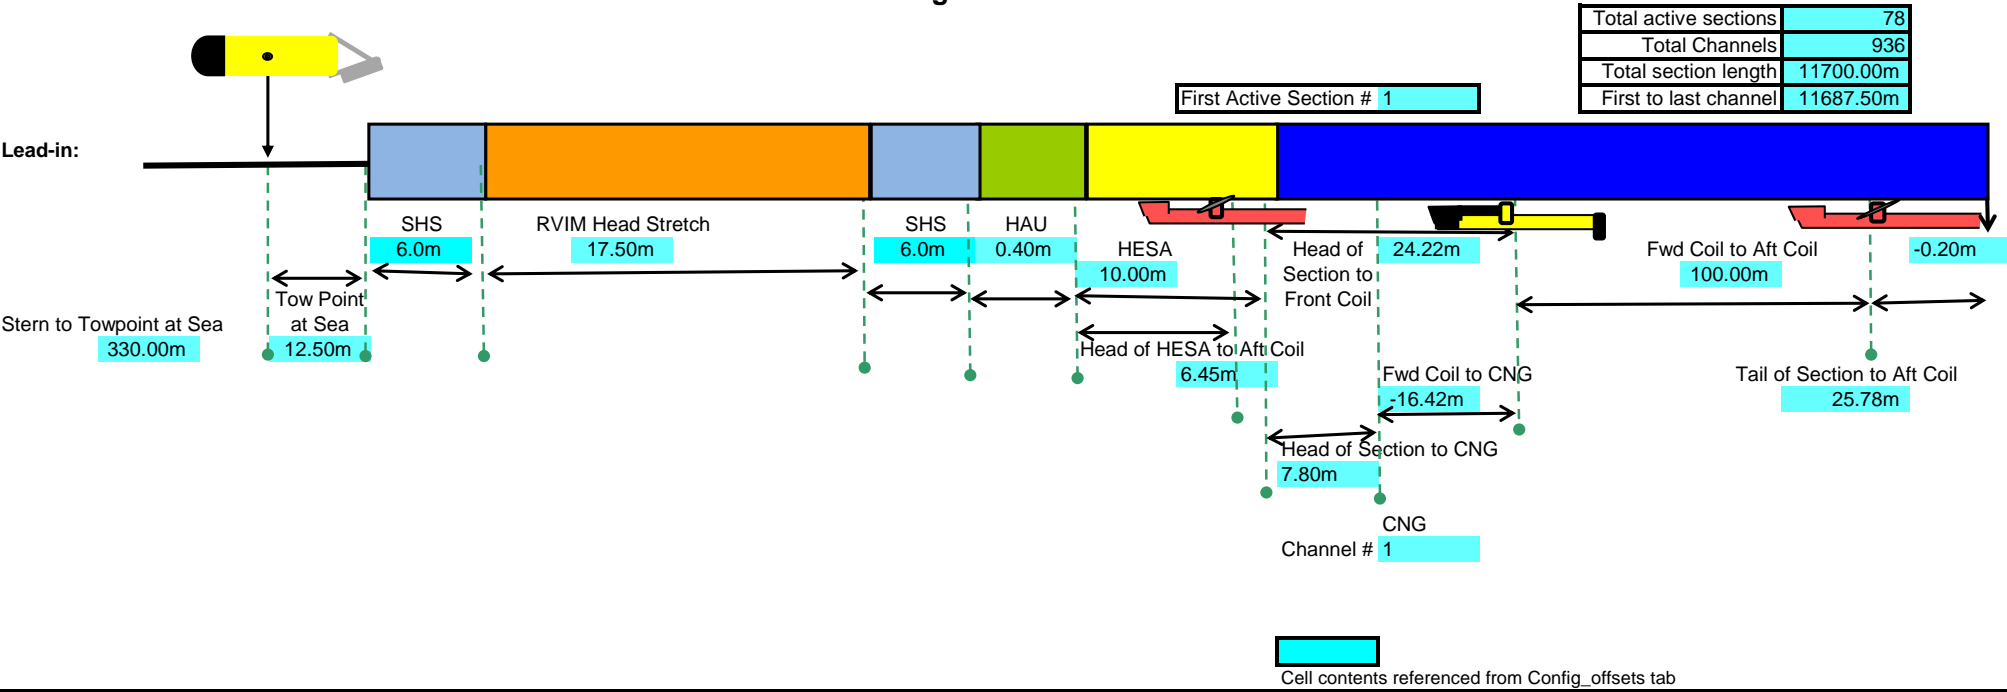 Total active sections 78
Total Channels 936
Total section length 11700.00m
First to last channel 11687.50m
First Active Section # 1
Lead-in:
SHS
6.0m
RVIM Head Stretch
17.50m
SHS
6.0m
HAU
0.40m
HESA
10.00m
Head of
Section to
Front Coil
24.22m
Fwd Coil to Aft Coil
100.00m
-0.20m
Stern to Towpoint at Sea
330.00m
Tow Point
at Sea
12.50m
Head of HESA to Aft Coil
6.45m
Fwd Coil to CNG
-16.42m
Tail of Section to Aft Coil
25.78m
Head of Section to CNG
7.80m
CNG
Channel # 1
Cell contents referenced from Config_offsets tab